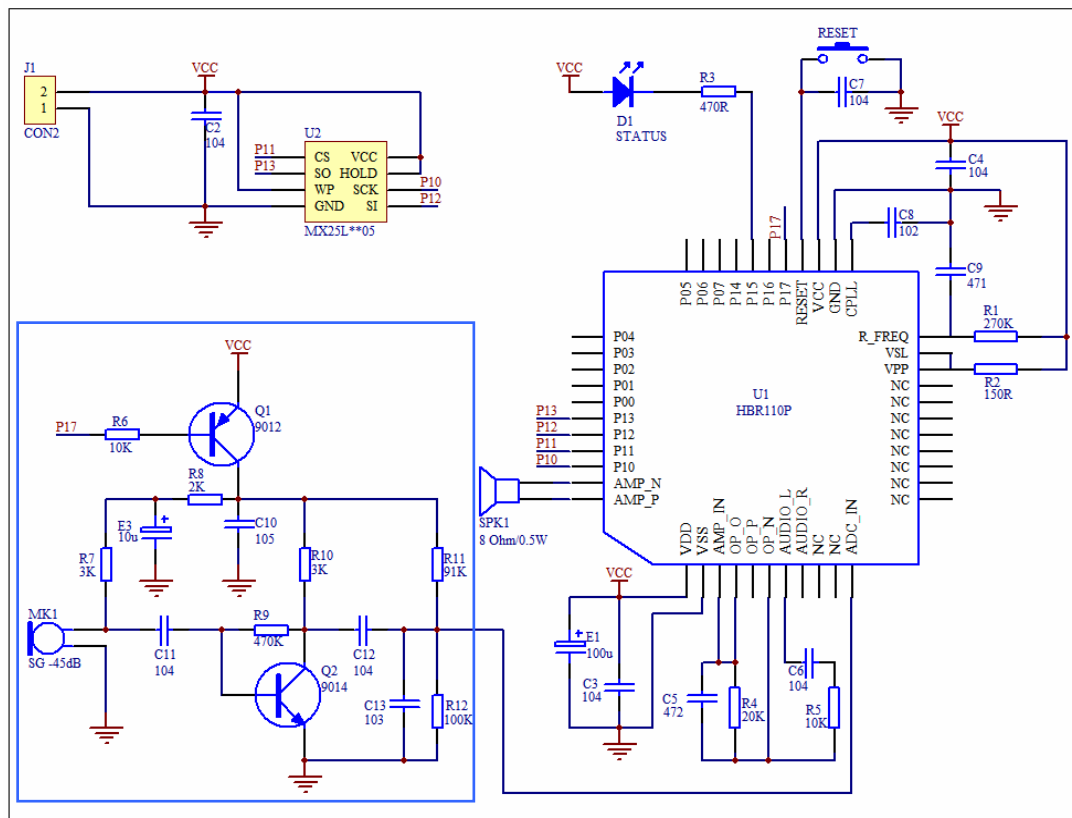 J1
2
1
CON2
VCC
C2
104
U2
P11
P13
CS
SO
WP
GND
VCC
HOLD
SCK
SI
P10
P12
MX25L**05
VCC
D1
STATUS
R3
470R
RESET
C7
104
VCC
C4
104
C8
102
C9
471
R1
270K
R2
150R
P17
P05
P06
P07
P14
P15
P16
P17
RESET
VCC
GND
CPLL
P04
P03
P02
P01
P00
P13
P12
P11
P10
AMP_N
AMP_P
P13
P12
P11
P10
U1
HBR110P
R_FREQ
VSL
VPP
NC
NC
NC
NC
NC
NC
NC
NC
VDD
VSS
AMP_IN
OP_O
OP_P
OP_N
AUDIO_L
AUDIO_R
NC
NC
ADC_IN
SPK1
8 Ohm/0.5W
VCC
E1
+
100u
C3
104
C5
472
R4
20K
C6
104
R5
10K
VCC
P17
R6
10K
Q1
9012
R8
2K
E3
+
10u
C10
105
R7
3K
R10
3K
R11
91K
MK1
SG -45dB
C11
104
R9
470K
C12
104
Q2
9014
C13
103
R12
100K